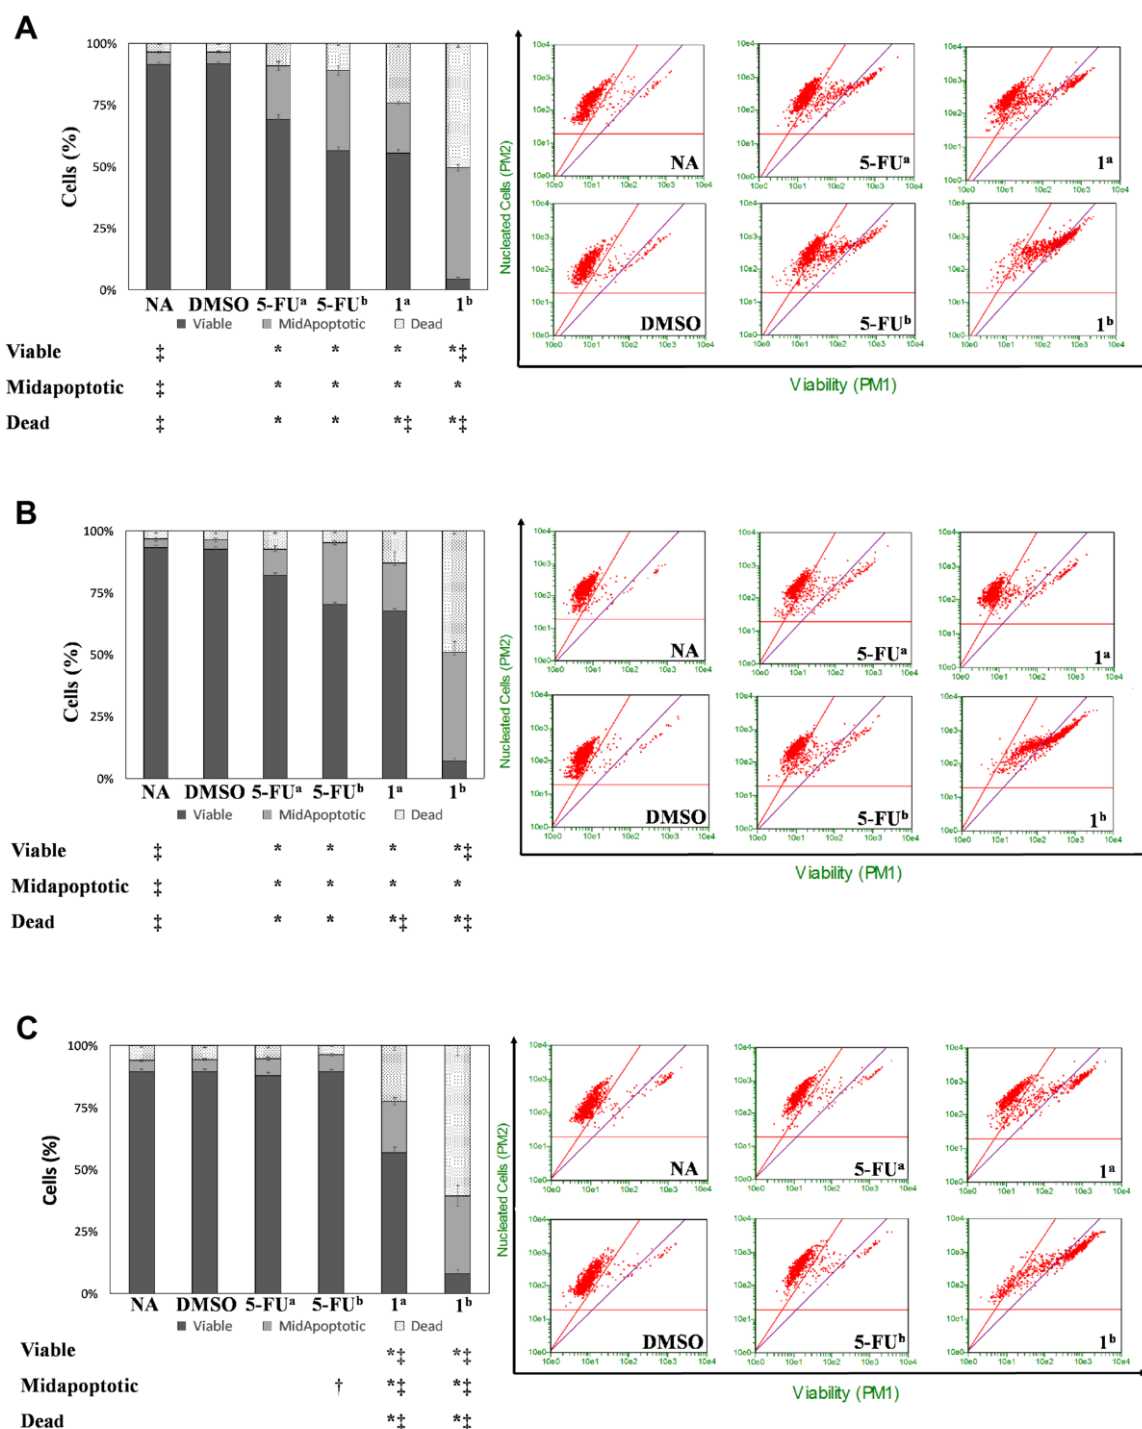 A
100%
75%
50%
25%
0%
Cells (%)
NA DMSO 5-FUᵃ 5-FUᵇ 1ᵃ 1ᵇ
Viable MidApoptotic Dead
Viable ‡ * * * *‡
Midapoptotic ‡ * * * *
Dead ‡ * * *‡ *‡
Nucleated Cells (PM2)
NA
5-FUᵃ
1ᵃ
DMSO
5-FUᵇ
1ᵇ
Viability (PM1)
B
100%
75%
50%
25%
0%
Cells (%)
NA DMSO 5-FUᵃ 5-FUᵇ 1ᵃ 1ᵇ
Viable MidApoptotic Dead
Viable ‡ * * * *‡
Midapoptotic ‡ * * * *
Dead ‡ * * *‡ *‡
Nucleated Cells (PM2)
NA
5-FUᵃ
1ᵃ
DMSO
5-FUᵇ
1ᵇ
Viability (PM1)
C
100%
75%
50%
25%
0%
Cells (%)
NA DMSO 5-FUᵃ 5-FUᵇ 1ᵃ 1ᵇ
Viable MidApoptotic Dead
Viable *‡ *‡
Midapoptotic † *‡ *‡
Dead *‡ *‡
Nucleated Cells (PM2)
NA
5-FUᵃ
1ᵃ
DMSO
5-FUᵇ
1ᵇ
Viability (PM1)